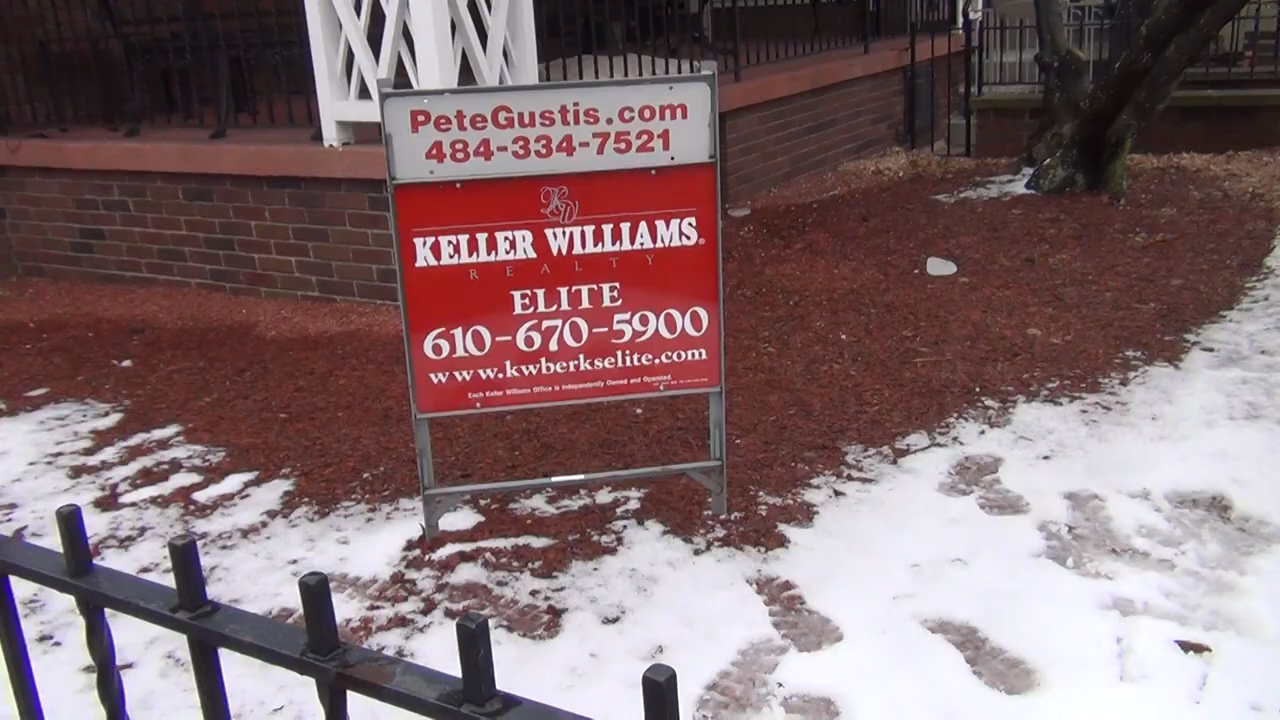 PeteGustis.com
484-334-7521
KW
KELLER WILLIAMS®
REALTY
ELITE
610-670-5900
www.kwberkselite.com
Each Keller Williams Office is Independently Owned and Operated.